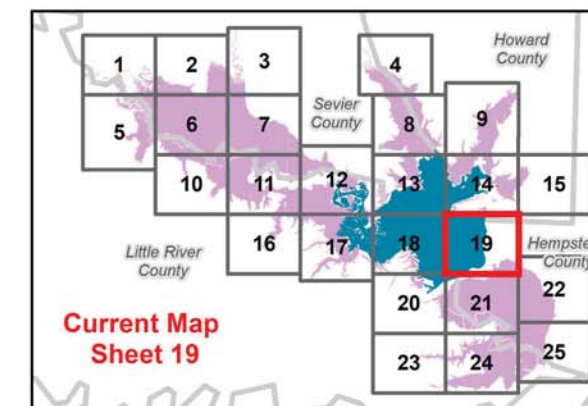 Howard
County
1
2
3
4
Sevier
County
5
6
7
8
9
10
11
12
13
14
15
Little River
County
16
17
18
19
Hempste
County
20
21
22
Current Map
Sheet 19
23
24
25